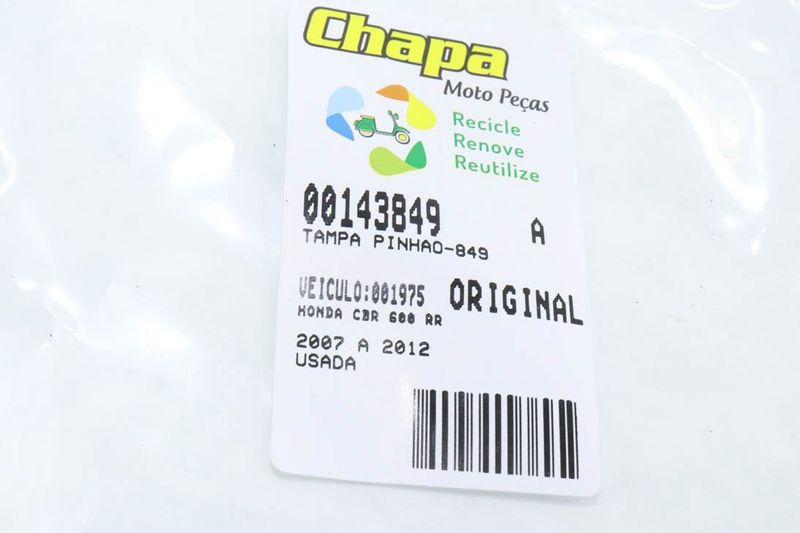 Chapa
Moto Peças
Recicle
Renove
Reutilize
00143849 A
TAMPA PINHAO-849
VEICULO:001975 ORIGINAL
HONDA CBR 600 RR
2007 A 2012
USADA